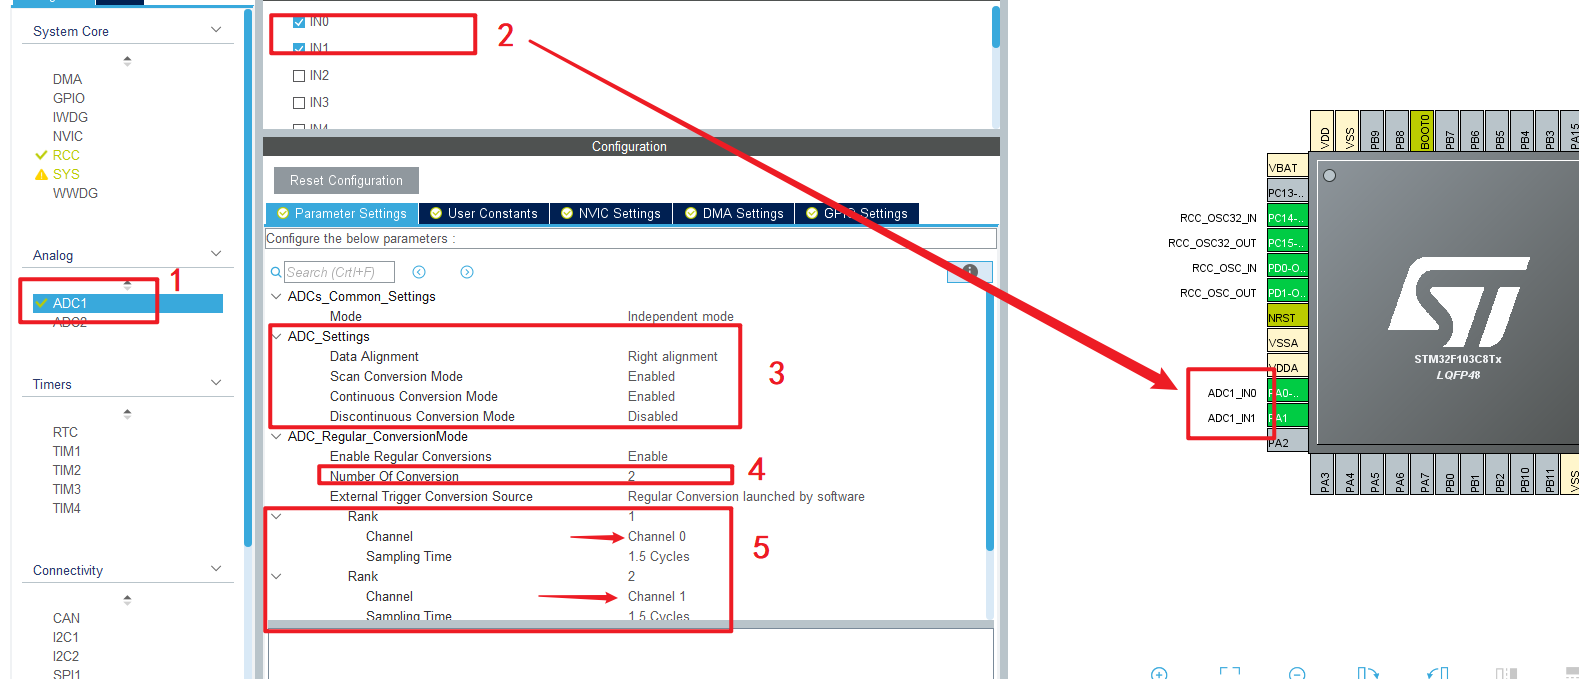 System Core
DMA
GPIO
IWDG
NVIC
RCC
SYS
WWDG
Analog
1
ADC1
ADC2
Timers
RTC
TIM1
TIM2
TIM3
TIM4
Connectivity
CAN
I2C1
I2C2
SPI1
IN0
IN1
2
IN2
IN3
IN4
Configuration
Reset Configuration
Parameter Settings
User Constants
NVIC Settings
DMA Settings
GPIO Settings
Configure the below parameters :
Search (Crtl+F)
ADCs_Common_Settings
Mode Independent mode
ADC_Settings
Data Alignment Right alignment
Scan Conversion Mode Enabled
3
Continuous Conversion Mode Enabled
Discontinuous Conversion Mode Disabled
ADC_Regular_ConversionMode
Enable Regular Conversions Enable
Number Of Conversion 2
4
External Trigger Conversion Source Regular Conversion launched by software
Rank 1
Channel Channel 0
5
Sampling Time 1.5 Cycles
Rank 2
Channel Channel 1
Sampling Time 1.5 Cycles
VDD
VSS
PB9
PB8
BOOT0
PB7
PB6
PB5
PB4
PB3
PA15
VBAT
PC13-..
RCC_OSC32_IN PC14-..
RCC_OSC32_OUT PC15-..
RCC_OSC_IN PD0-O..
RCC_OSC_OUT PD1-O..
NRST
VSSA
VDDA
ADC1_IN0 PA0-..
ADC1_IN1 PA1
PA2
STM32F103C8Tx
LQFP48
PA3
PA4
PA5
PA6
PA7
PB0
PB1
PB2
PB10
PB11
VSS